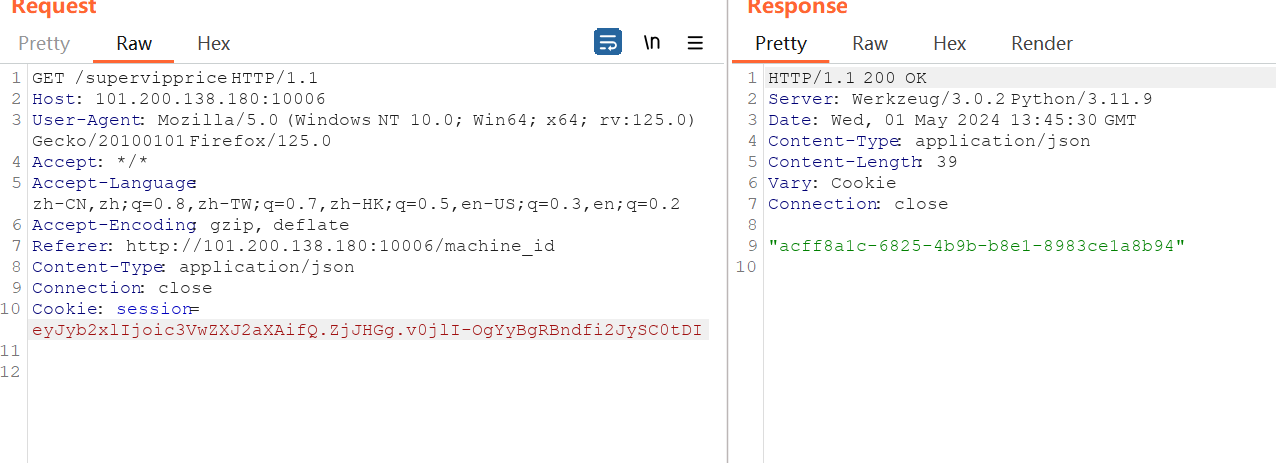 Request
Pretty Raw Hex \n
1 GET /supervipprice HTTP/1.1
2 Host: 101.200.138.180:10006
3 User-Agent: Mozilla/5.0 (Windows NT 10.0; Win64; x64; rv:125.0)
Gecko/20100101 Firefox/125.0
4 Accept: */*
5 Accept-Language:
zh-CN,zh;q=0.8,zh-TW;q=0.7,zh-HK;q=0.5,en-US;q=0.3,en;q=0.2
6 Accept-Encoding: gzip, deflate
7 Referer: http://101.200.138.180:10006/machine_id
8 Content-Type: application/json
9 Connection: close
10 Cookie: session=
eyJyb2xlIjoic3VwZXJ2aXAifQ.ZjJHGg.v0jlI-OgYyBgRBndfi2JySC0tDI
11
12
Response
Pretty Raw Hex Render
1 HTTP/1.1 200 OK
2 Server: Werkzeug/3.0.2 Python/3.11.9
3 Date: Wed, 01 May 2024 13:45:30 GMT
4 Content-Type: application/json
5 Content-Length: 39
6 Vary: Cookie
7 Connection: close
8
9 "acff8a1c-6825-4b9b-b8e1-8983ce1a8b94"
10